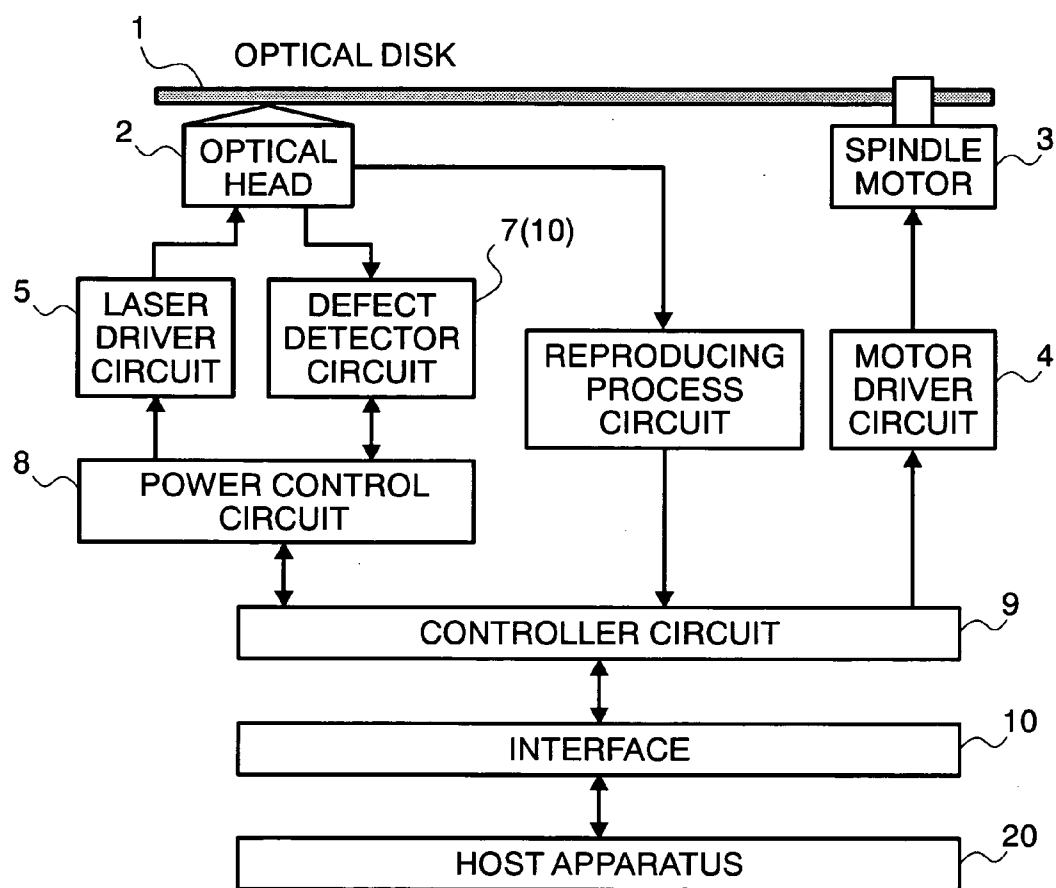 1
OPTICAL DISK
2
OPTICAL
HEAD
SPINDLE
MOTOR
3
7(10)
5
LASER
DRIVER
CIRCUIT
DEFECT
DETECTOR
CIRCUIT
REPRODUCING
PROCESS
CIRCUIT
MOTOR
DRIVER
CIRCUIT
4
8
POWER CONTROL
CIRCUIT
CONTROLLER CIRCUIT
9
INTERFACE
10
HOST APPARATUS
20